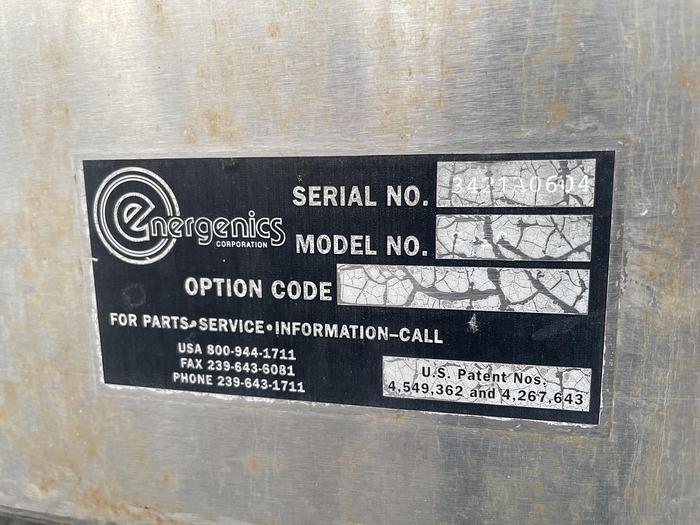 energenics
CORPORATION
SERIAL NO. 3421A0604
MODEL NO.
OPTION CODE
FOR PARTS•SERVICE•INFORMATION–CALL
USA 800-944-1711
FAX 239-643-6081
PHONE 239-643-1711
U.S. Patent Nos.
4,549,362 and 4,267,643